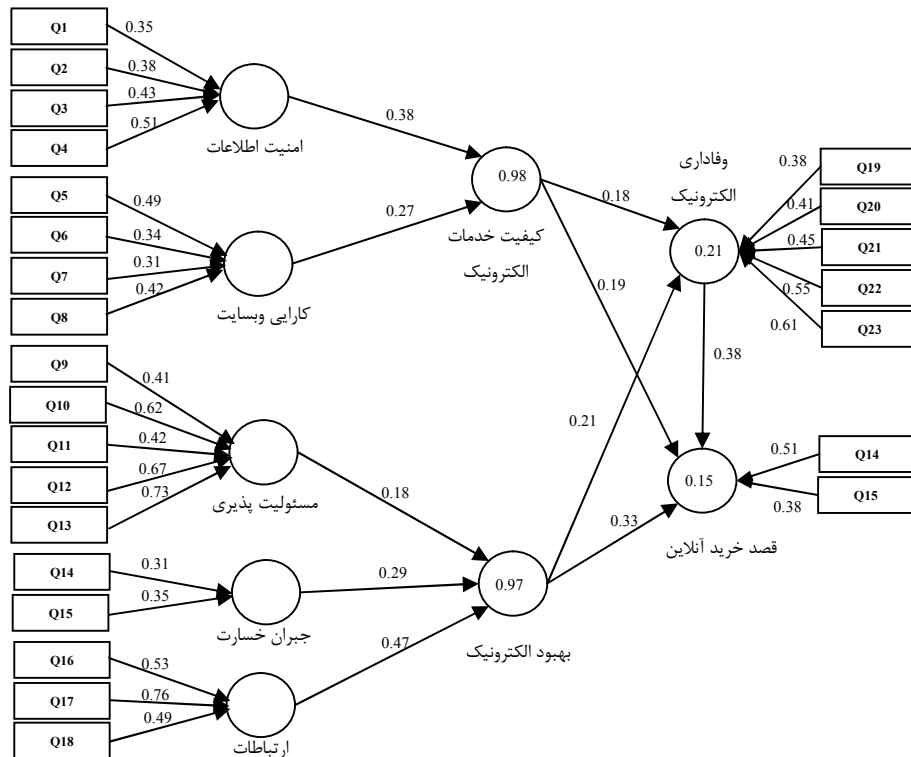 Q1
0.35
Q2
0.38
Q3
0.43
Q4
0.51
امنیت اطلاعات
0.38
Q5
0.49
Q6
0.34
Q7
0.31
Q8
0.42
کارایی وبسایت
0.27
0.98
کیفیت خدمات
الکترونیک
0.18
0.19
وفاداری
الکترونیک
0.21
0.38
Q19
0.41
Q20
0.45
Q21
0.55
Q22
0.61
Q23
0.38
Q9
0.41
Q10
0.62
Q11
0.42
Q12
0.67
Q13
0.73
مسئولیت پذیری
0.18
0.21
0.15
0.51
Q14
0.38
Q15
قصد خرید آنلاین
0.33
Q14
0.31
Q15
0.35
جبران خسارت
0.29
0.97
بهبود الکترونیک
Q16
0.53
Q17
0.76
Q18
0.49
ارتباطات
0.47